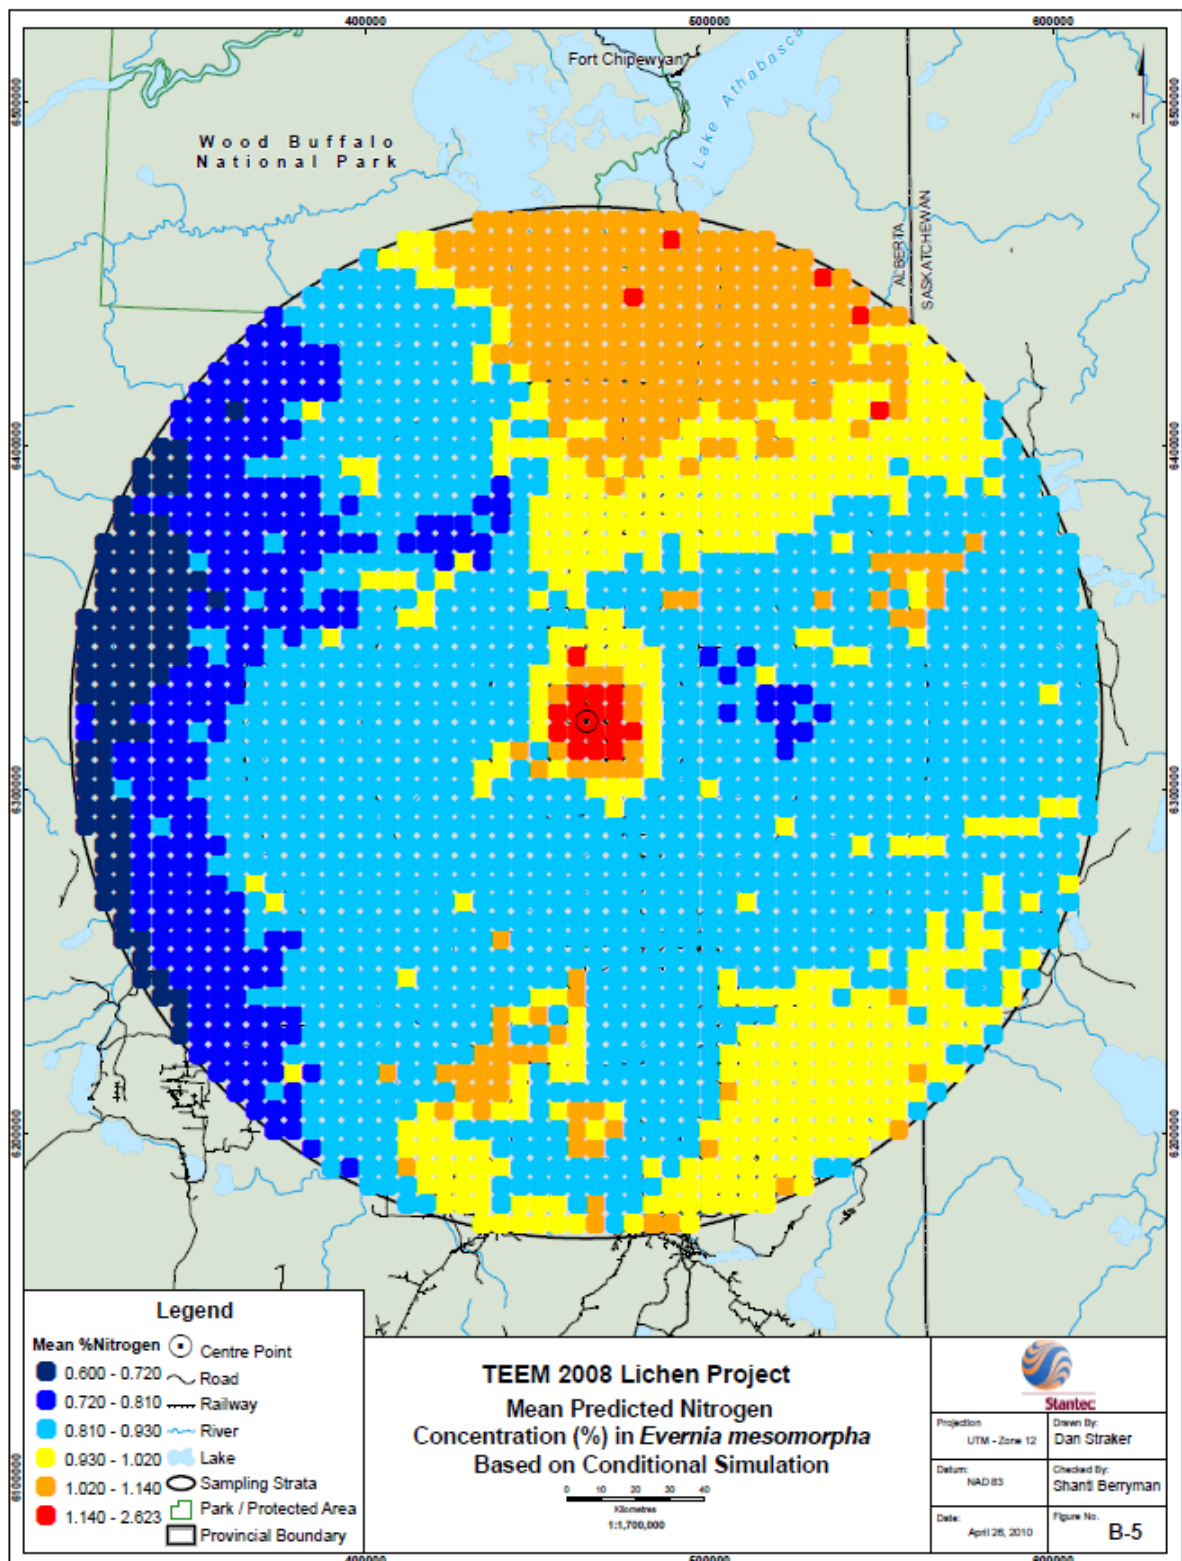 400000
500000
600000
6500000
6500000
Fort Chipewyan
Lake Athabasca
N
Wood Buffalo
National Park
ALBERTA
SASKATCHEWAN
6400000
6400000
6300000
6300000
6200000
6200000
6100000
Legend
Mean %Nitrogen
0.600 - 0.720
0.720 - 0.810
0.810 - 0.930
0.930 - 1.020
1.020 - 1.140
1.140 - 2.623
Centre Point
Road
Railway
River
Lake
Sampling Strata
Park / Protected Area
Provincial Boundary
TEEM 2008 Lichen Project
Mean Predicted Nitrogen
Concentration (%) in Evernia mesomorpha
Based on Conditional Simulation
0 10 20 30 40
Kilometres
1:1,700,000
Stantec
Projection
UTM - Zone 12
Drawn By:
Dan Straker
Datum:
NAD 83
Checked By:
Shanti Berryman
Date:
April 26, 2010
Figure No.
B-5
400000
500000
600000